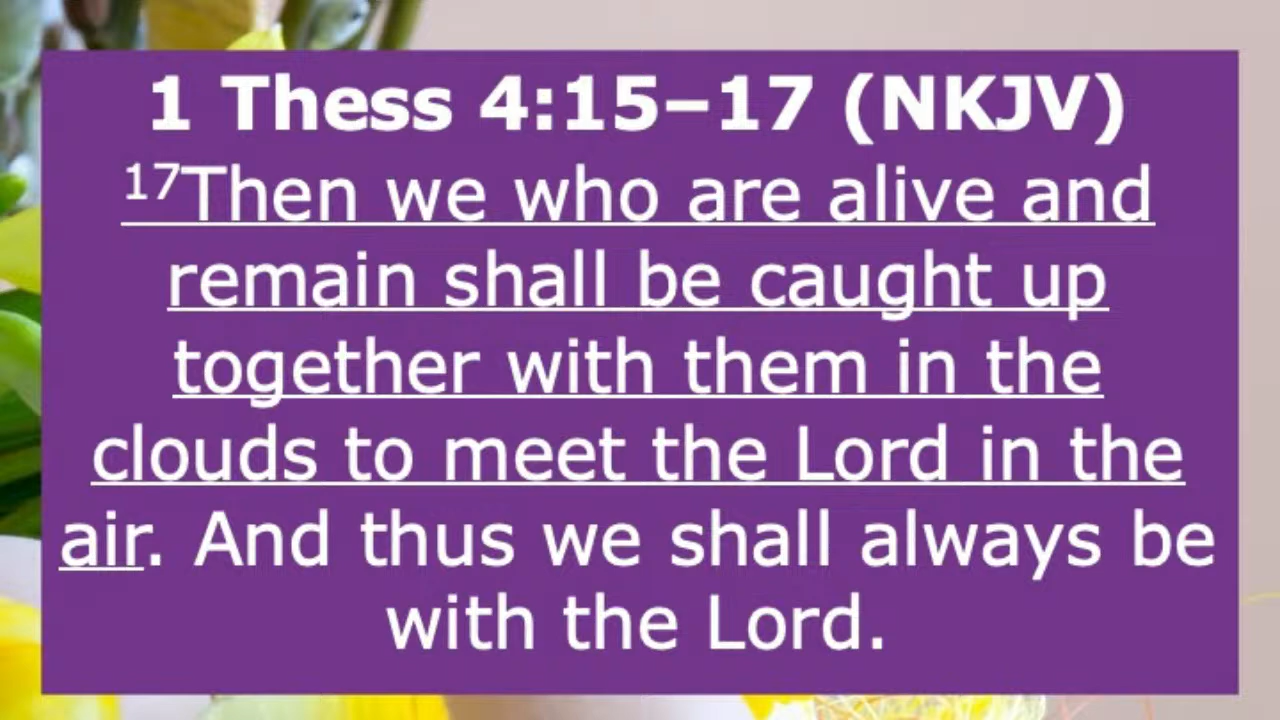 1 Thess 4:15–17 (NKJV)
17Then we who are alive and
remain shall be caught up
together with them in the
clouds to meet the Lord in the
air. And thus we shall always be
with the Lord.